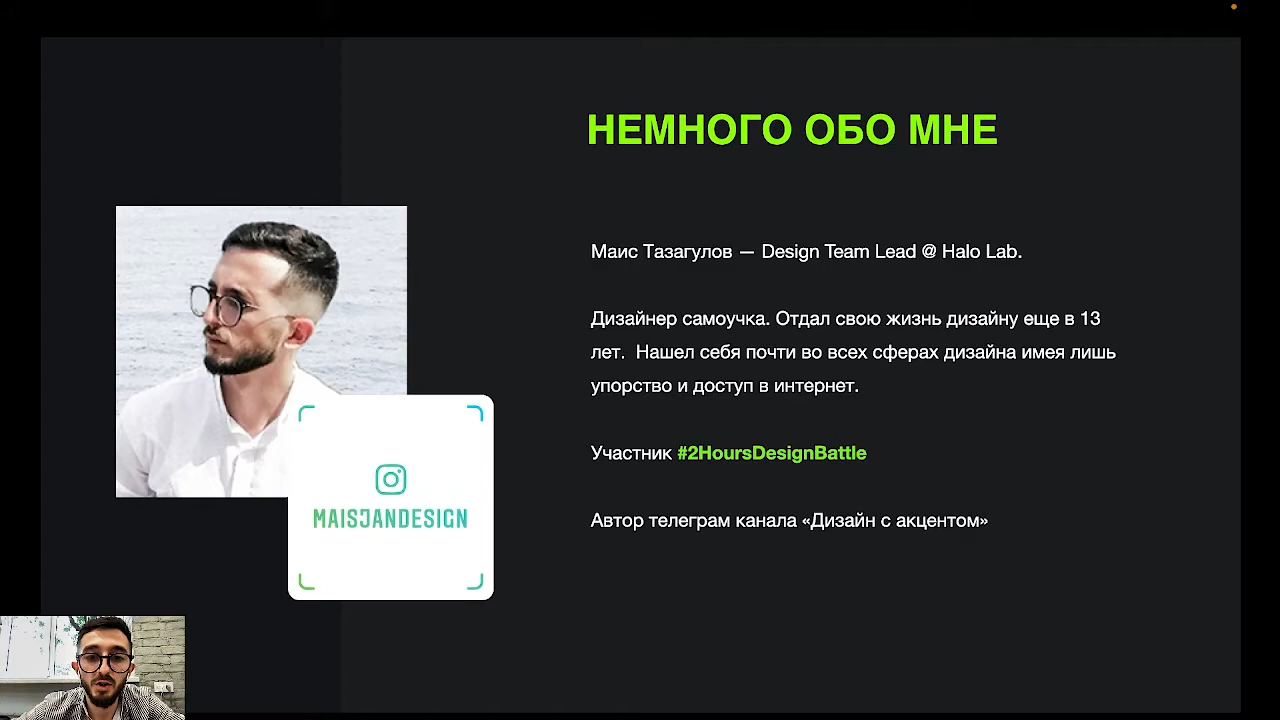 НЕМНОГО ОБО МНЕ
Маис Тазагулов — Design Team Lead @ Halo Lab.
Дизайнер самоучка. Отдал свою жизнь дизайну еще в 13
лет.  Нашел себя почти во всех сферах дизайна имея лишь
упорство и доступ в интернет.
Участник #2HoursDesignBattle
Автор телеграм канала «Дизайн с акцентом»
MAISJANDESIGN